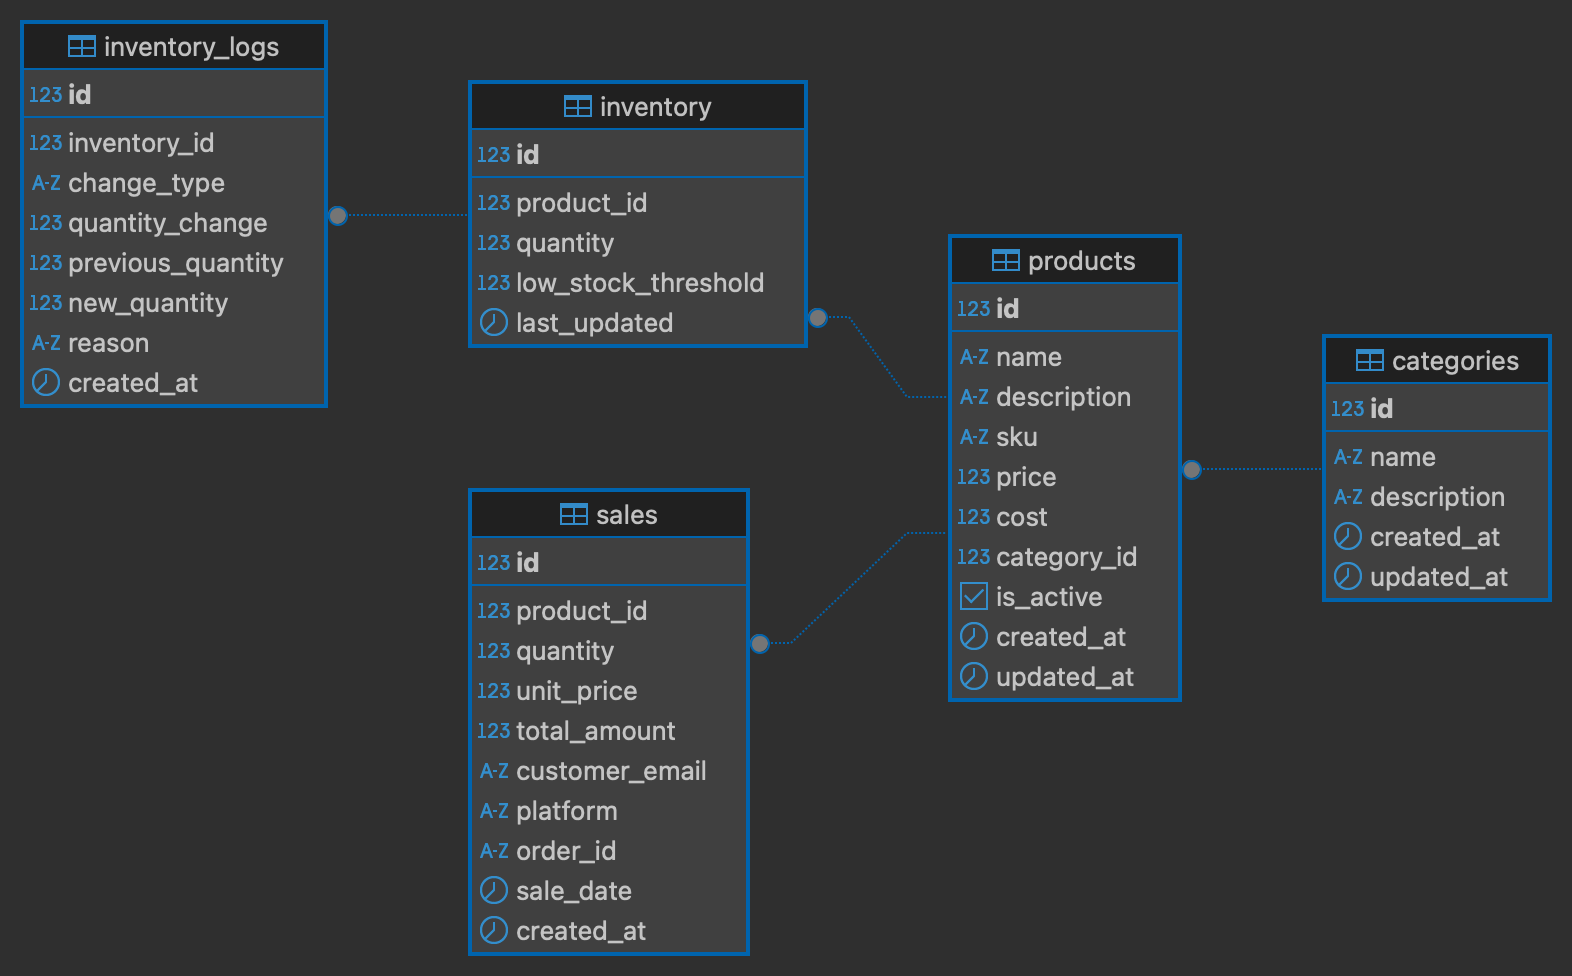 inventory_logs
123 id
123 inventory_id
A-Z change_type
123 quantity_change
123 previous_quantity
123 new_quantity
A-Z reason
created_at
inventory
123 id
123 product_id
123 quantity
123 low_stock_threshold
last_updated
sales
123 id
123 product_id
123 quantity
123 unit_price
123 total_amount
A-Z customer_email
A-Z platform
A-Z order_id
sale_date
created_at
products
123 id
A-Z name
A-Z description
A-Z sku
123 price
123 cost
123 category_id
is_active
created_at
updated_at
categories
123 id
A-Z name
A-Z description
created_at
updated_at